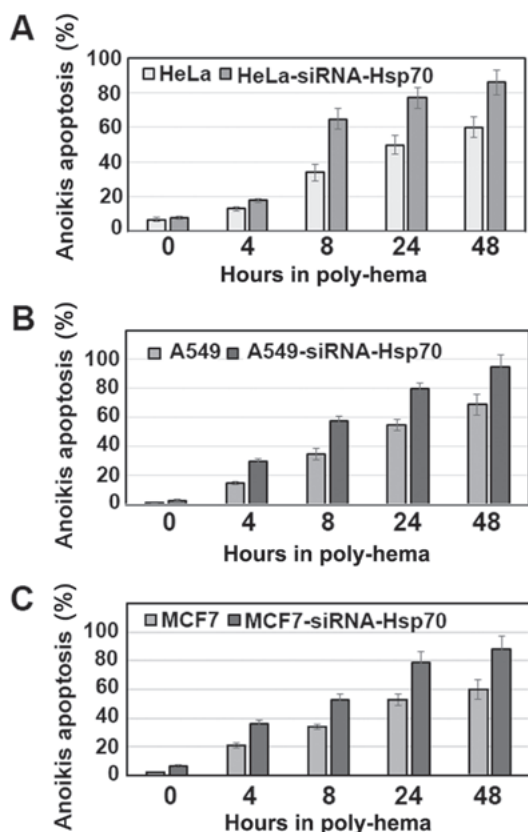 A
Anoikis apoptosis (%)
100
80
60
40
20
0
HeLa HeLa-siRNA-Hsp70
0 4 8 24 48
Hours in poly-hema
B
Anoikis apoptosis (%)
100
80
60
40
20
0
A549 A549-siRNA-Hsp70
0 4 8 24 48
Hours in poly-hema
C
Anoikis apoptosis (%)
100
80
60
40
20
0
MCF7 MCF7-siRNA-Hsp70
0 4 8 24 48
Hours in poly-hema